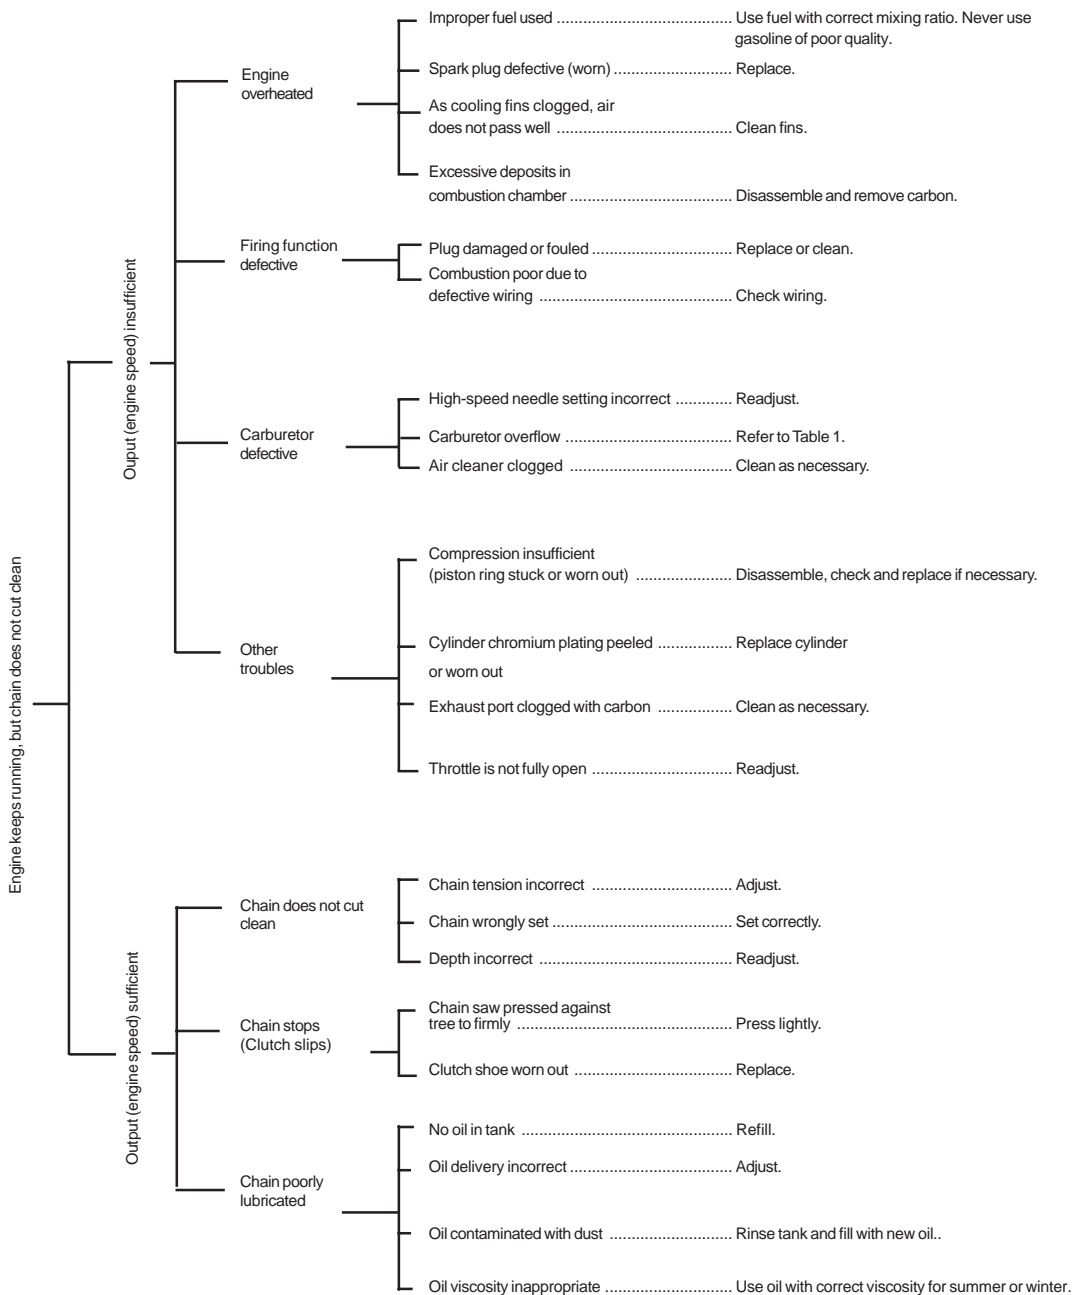 Improper fuel used ........................................ Use fuel with correct mixing ratio. Never use
gasoline of poor quality.
Engine
overheated
Spark plug defective (worn) ........................... Replace.
As cooling fins clogged, air
does not pass well ........................................ Clean fins.
Excessive deposits in
combustion chamber ..................................... Disassemble and remove carbon.
Firing function
defective
Plug damaged or fouled ................................ Replace or clean.
Combustion poor due to
defective wiring ............................................ Check wiring.
Ouput (engine speed) insufficient
Carburetor
defective
High-speed needle setting incorrect ............. Readjust.
Carburetor overflow ...................................... Refer to Table 1.
Air cleaner clogged ..................................... Clean as necessary.
Other
troubles
Compression insufficient
(piston ring stuck or worn out) ...................... Disassemble, check and replace if necessary.
Cylinder chromium plating peeled ................. Replace cylinder
or worn out
Exhaust port clogged with carbon ................. Clean as necessary.
Throttle is not fully open ................................ Readjust.
Engine keeps running, but chain does not cut clean
Output (engine speed) sufficient
Chain does not cut
clean
Chain tension incorrect ................................ Adjust.
Chain wrongly set ......................................... Set correctly.
Depth incorrect ............................................ Readjust.
Chain stops
(Clutch slips)
Chain saw pressed against
tree to firmly ................................................. Press lightly.
Clutch shoe worn out .................................... Replace.
Chain poorly
lubricated
No oil in tank ................................................ Refill.
Oil delivery incorrect ..................................... Adjust.
Oil contaminated with dust ............................ Rinse tank and fill with new oil..
Oil viscosity inappropriate ............................. Use oil with correct viscosity for summer or winter.